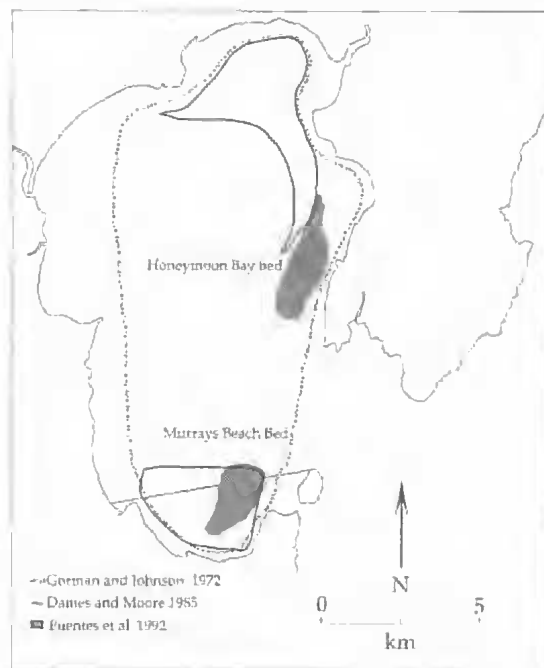 Honeymoon Bay bed
Murrays Beach Bed
Gorman and Johnson 1972
Dames and Moore 1985
Fuentes et al 1992
N
0 5
km